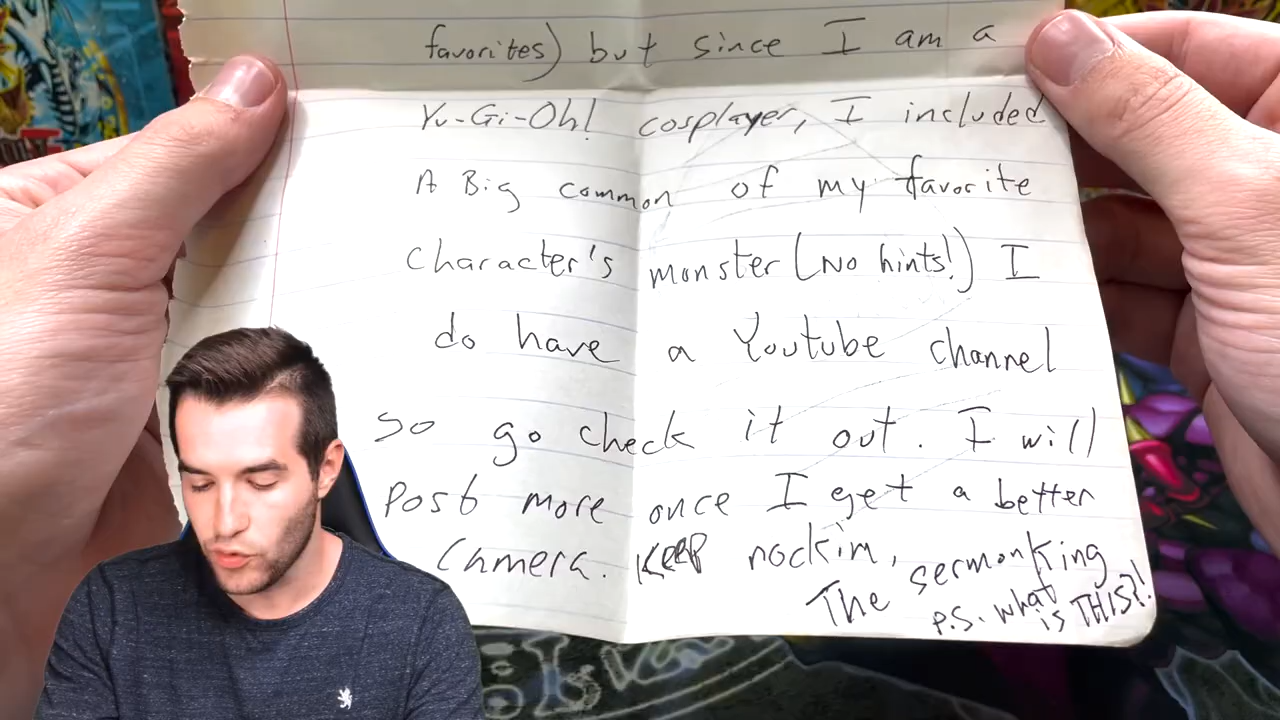 favorites) but since I am a
Yu-Gi-Oh! cosplayer, I included
A Big common of my favorite
character's monster (No hints!) I
do have a Youtube channel
so go check it out. I will
Post more once I get a better
Camera. KEEP rockin,
The sermonking
p.s. what
is THIS?!